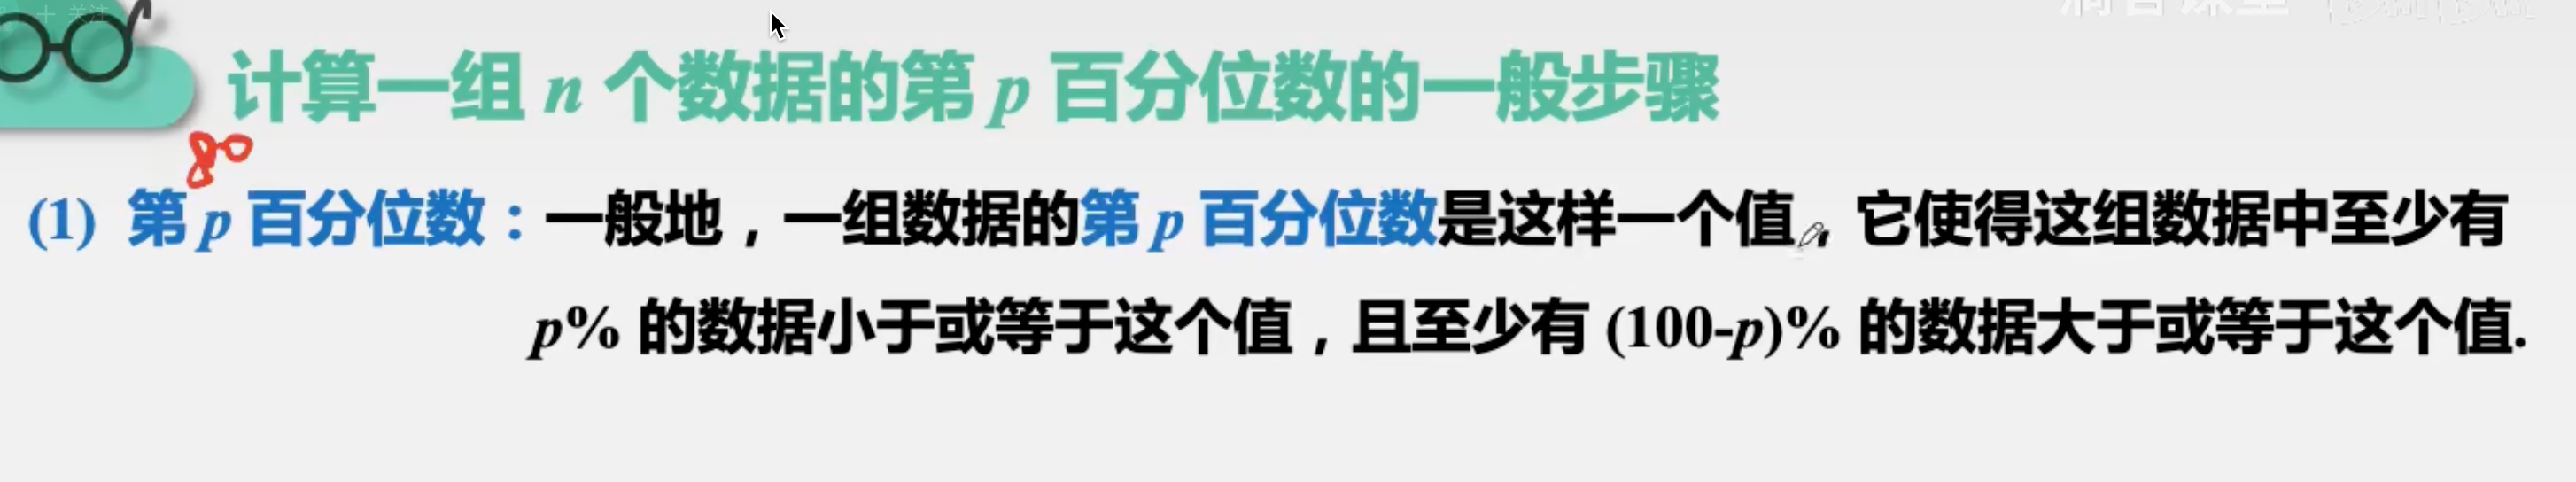 + 关注
计算一组 n 个数据的第 p 百分位数的一般步骤
80
(1) 第 p 百分位数：一般地，一组数据的第 p 百分位数是这样一个值，它使得这组数据中至少有
p% 的数据小于或等于这个值，且至少有 (100-p)% 的数据大于或等于这个值.